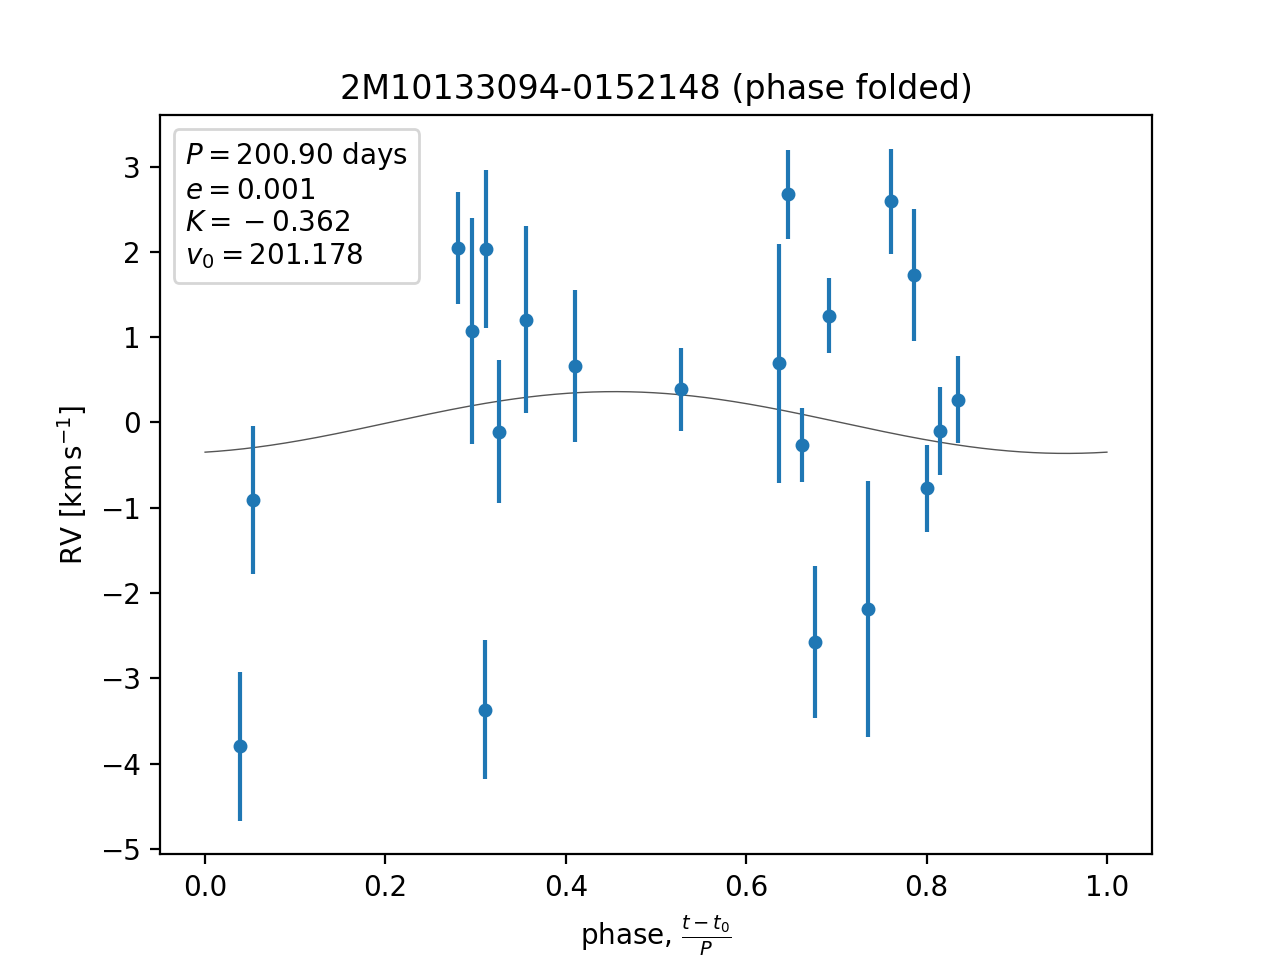 2M10133094-0152148 (phase folded)
P = 200.90 days
e = 0.001
K = −0.362
v₀ = 201.178
3
2
1
0
−1
−2
−3
−4
−5
RV [km s⁻¹]
0.0 0.2 0.4 0.6 0.8 1.0
phase, (t − t₀)/P